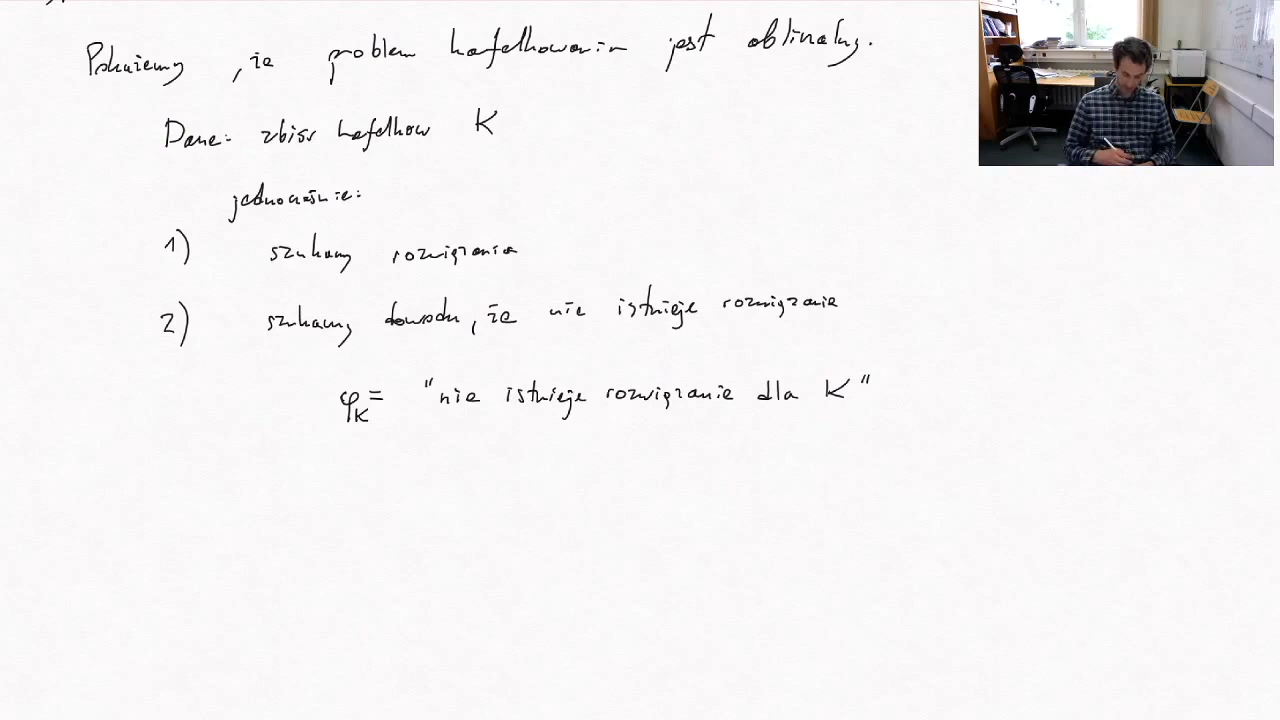 Pokażemy, że problem kafelkowania jest obliczalny.
Dane: zbiór kafelków K
jednocześnie:
1) szukamy rozwiązania
2) szukamy dowodu, że nie istnieje rozwiązanie
φ_K = "nie istnieje rozwiązanie dla K"